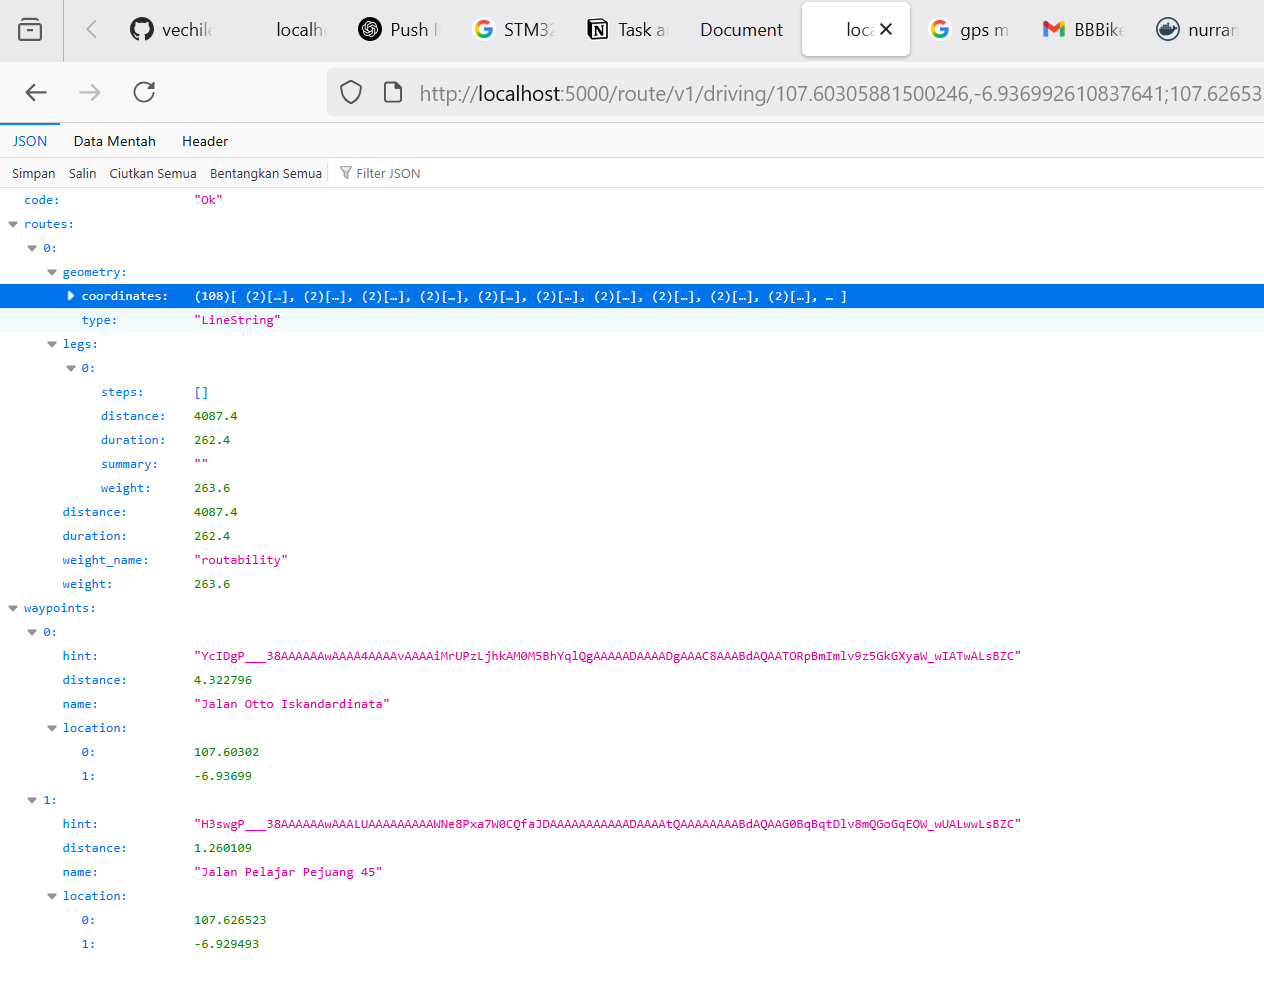 vechile localh Push STM32 Task a Document loca gps m BBBike nurran
http://localhost:5000/route/v1/driving/107.60305881500246,-6.936992610837641;107.62653
JSON Data Mentah Header
Simpan Salin Ciutkan Semua Bentangkan Semua Filter JSON
code: "Ok"
routes:
0:
geometry:
coordinates: (108)[ (2)[…], (2)[…], (2)[…], (2)[…], (2)[…], (2)[…], (2)[…], (2)[…], (2)[…], (2)[…], … ]
type: "LineString"
legs:
0:
steps: []
distance: 4087.4
duration: 262.4
summary: ""
weight: 263.6
distance: 4087.4
duration: 262.4
weight_name: "routability"
weight: 263.6
waypoints:
0:
hint: "YcIDgP___38AAAAAAwAAAA4AAAAvAAAAiMrUPzLjhkAM0M5BhYqlQgAAAAADAAAADgAAAC8AAABdAQAATORpBmImlv9z5GkGXyaW_wIATwALsBZC"
distance: 4.322796
name: "Jalan Otto Iskandardinata"
location:
0: 107.60302
1: -6.93699
1:
hint: "H3swgP___38AAAAAAwAAALUAAAAAAAAAWNe8Pxa7W0CQfaJDAAAAAAAAAAADAAAAtQAAAAAAAABdAQAAG0BqBqtDlv8mQGoGqEOW_wUALwwLsBZC"
distance: 1.260109
name: "Jalan Pelajar Pejuang 45"
location:
0: 107.626523
1: -6.929493